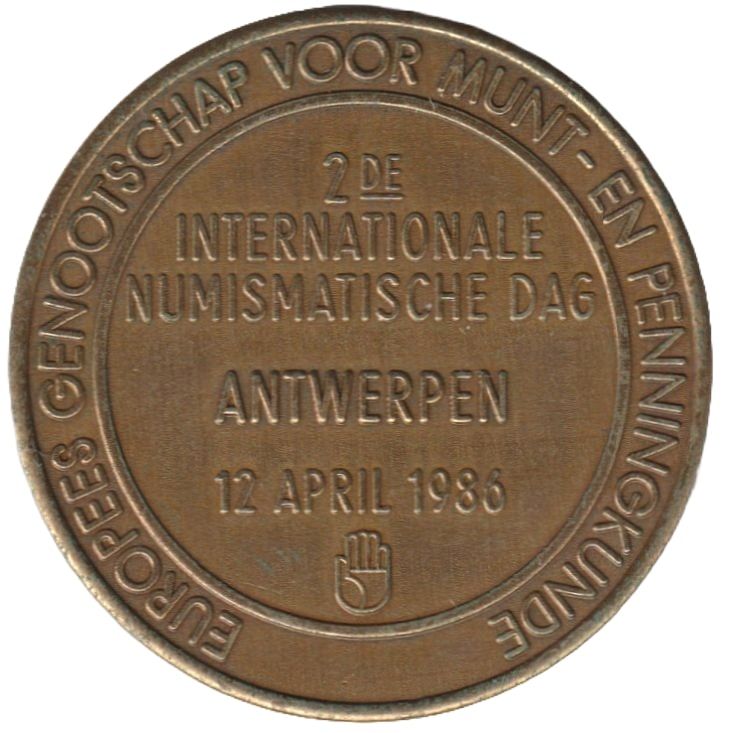 EUROPEES GENOOTSCHAP VOOR MUNT- EN PENNINGKUNDE
2 DE
INTERNATIONALE
NUMISMATISCHE DAG
ANTWERPEN
12 APRIL 1986